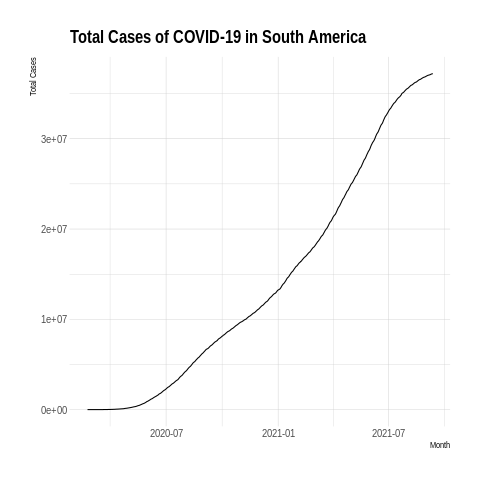 Total Cases of COVID-19 in South America
Total Cases
3e+07
2e+07
1e+07
0e+00
2020-07 2021-01 2021-07
Month